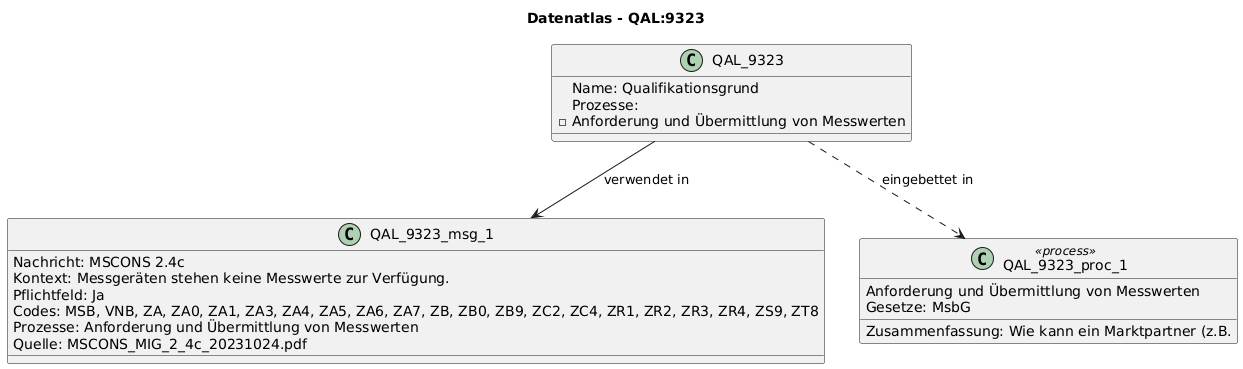 Datenatlas - QAL:9323
C QAL_9323
Name: Qualifikationsgrund
Prozesse:
Anforderung und Übermittlung von Messwerten
verwendet in
eingebettet in
C QAL_9323_msg_1
Nachricht: MSCONS 2.4c
Kontext: Messgeräten stehen keine Messwerte zur Verfügung.
Pflichtfeld: Ja
Codes: MSB, VNB, ZA, ZA0, ZA1, ZA3, ZA4, ZA5, ZA6, ZA7, ZB, ZB0, ZB9, ZC2, ZC4, ZR1, ZR2, ZR3, ZR4, ZS9, ZT8
Prozesse: Anforderung und Übermittlung von Messwerten
Quelle: MSCONS_MIG_2_4c_20231024.pdf
«process»
C QAL_9323_proc_1
Anforderung und Übermittlung von Messwerten
Gesetze: MsbG
Zusammenfassung: Wie kann ein Marktpartner (z.B.